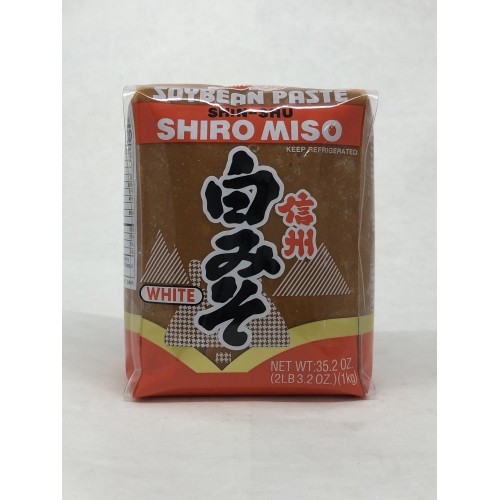 SOYBEAN PASTE
SHIN-SHU
SHIRO MISO
KEEP REFRIGERATED
信州
白みそ
WHITE
NET WT:35.2 OZ.
(2LB 3.2 OZ.)(1kg)